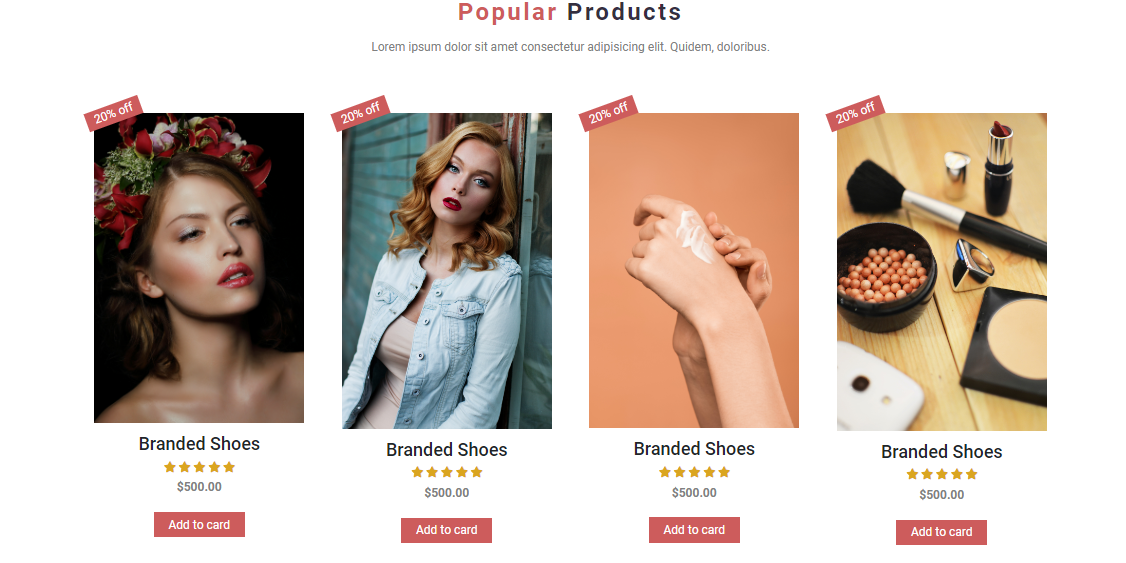 Popular Products
Lorem ipsum dolor sit amet consectetur adipisicing elit. Quidem, doloribus.
20% off
20% off
20% off
20% off
Branded Shoes
$500.00
Add to card
Branded Shoes
$500.00
Add to card
Branded Shoes
$500.00
Add to card
Branded Shoes
$500.00
Add to card